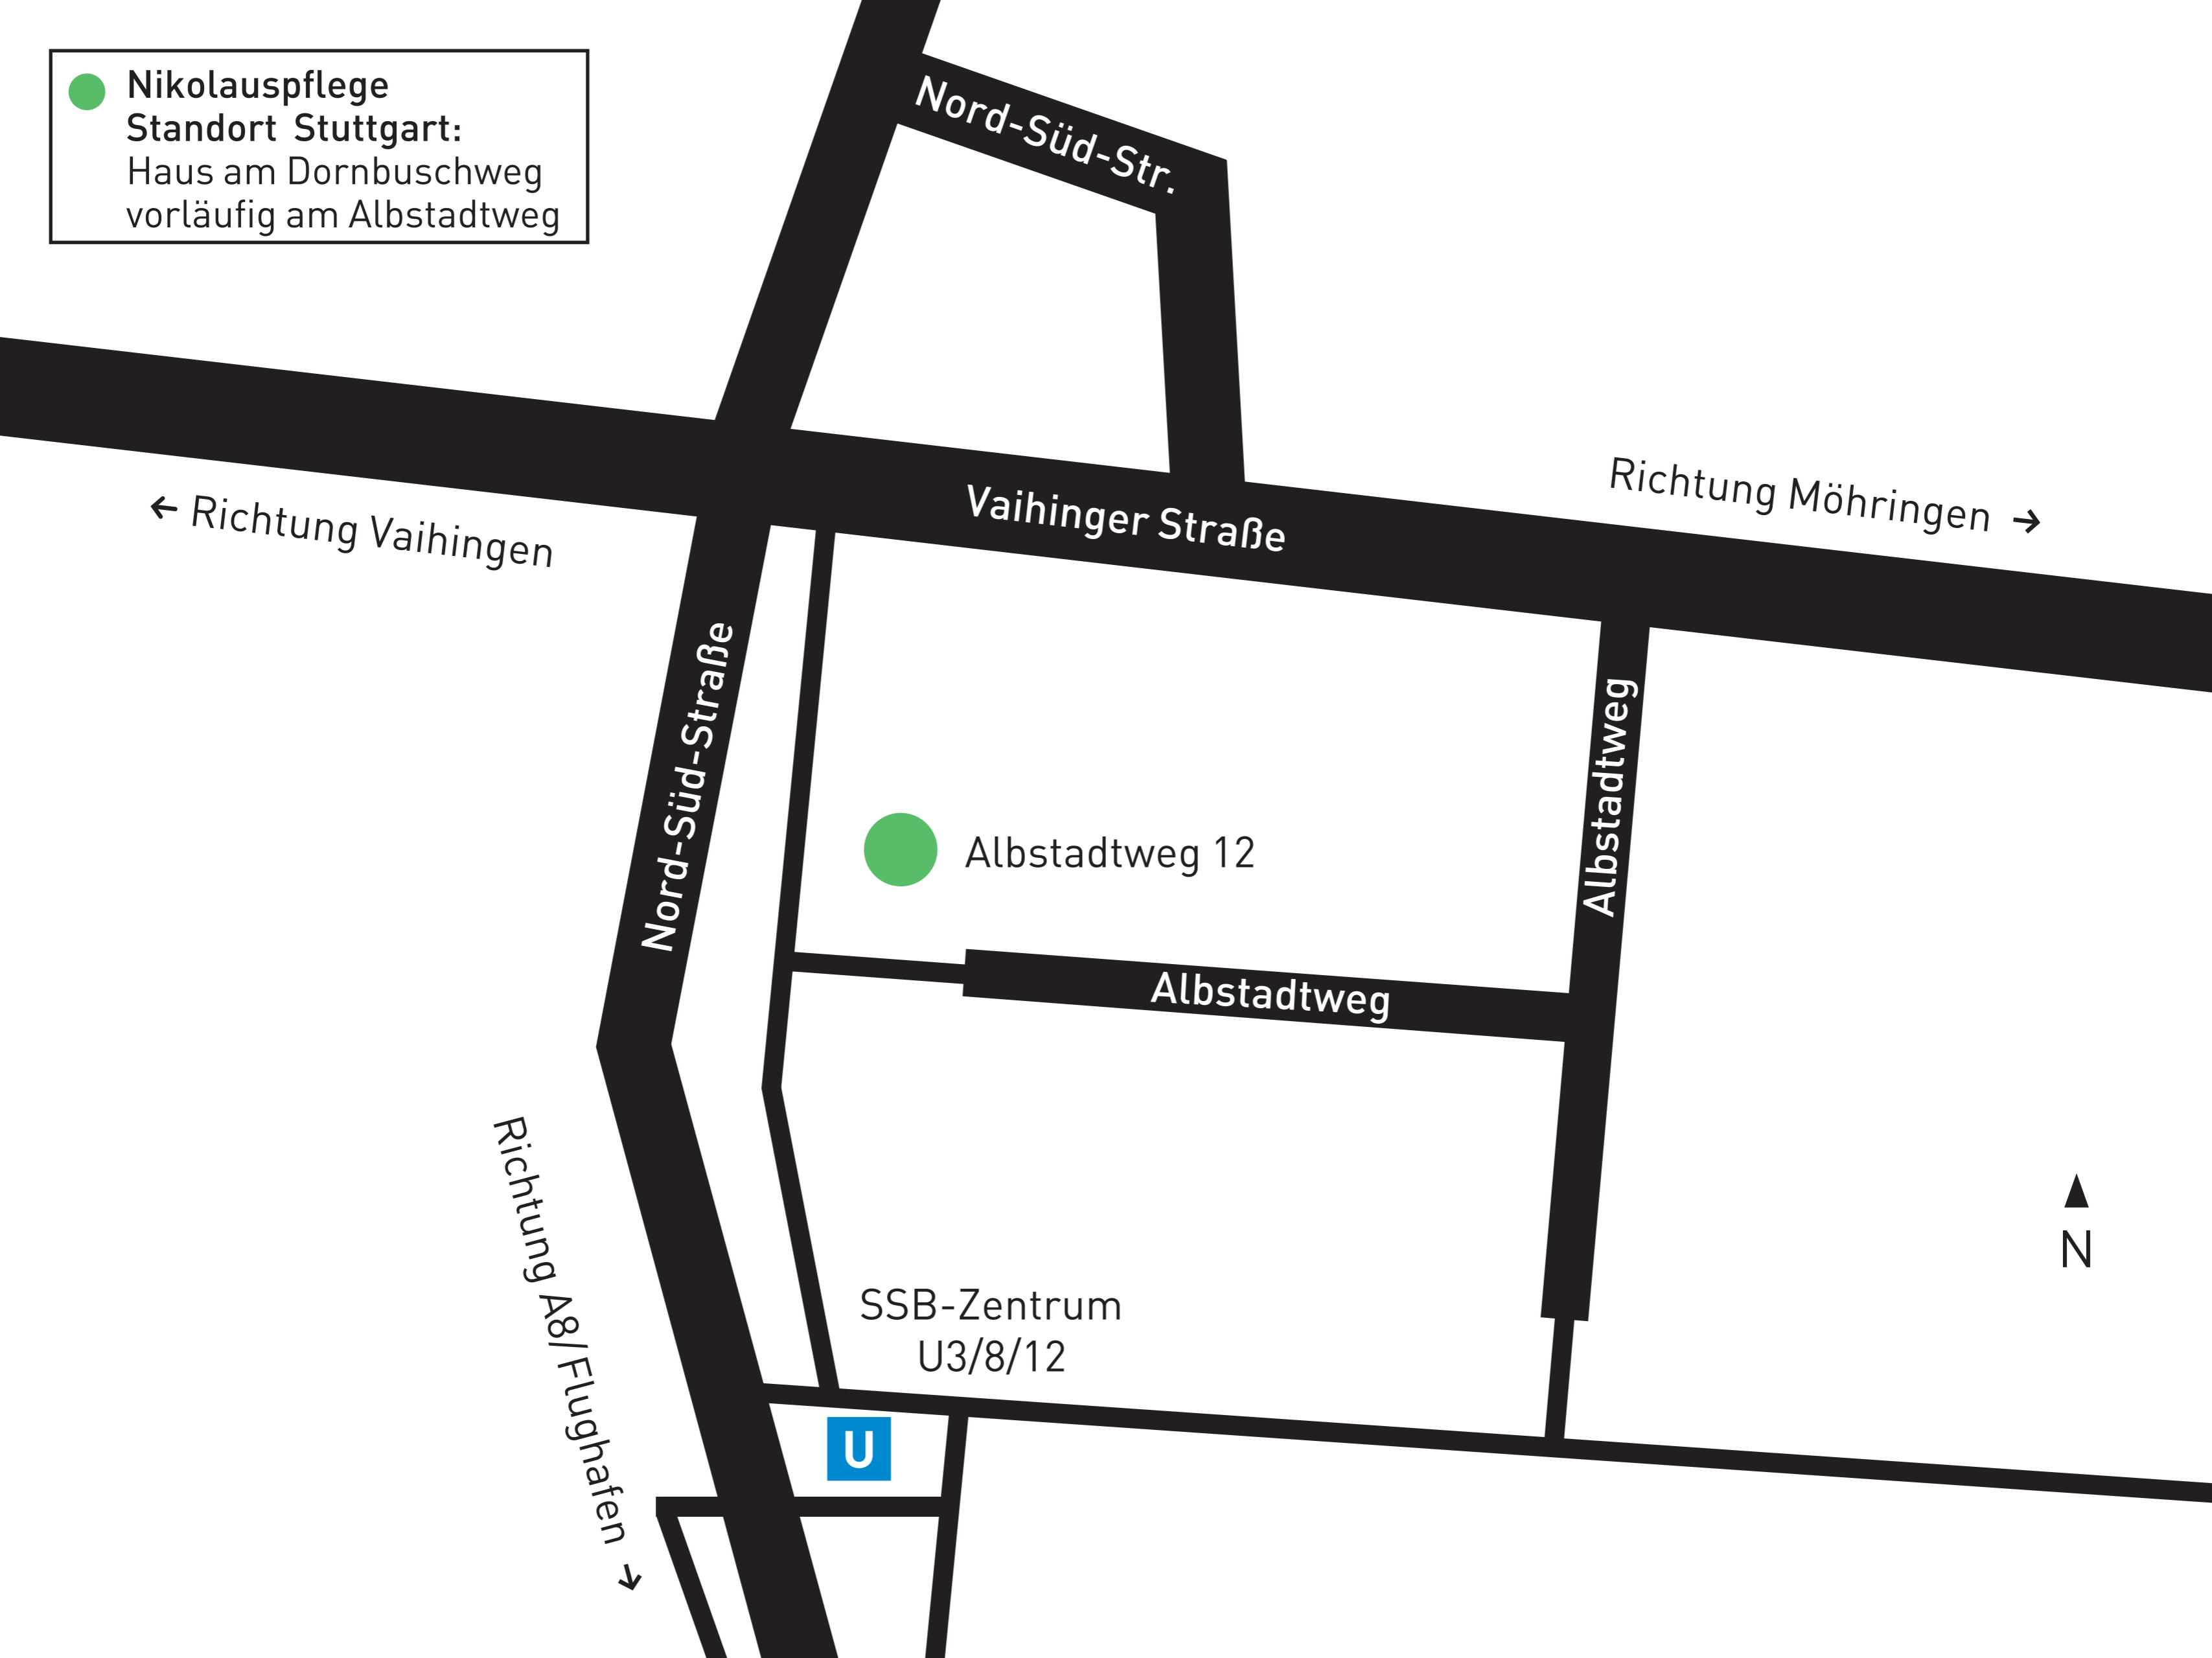 Nikolauspflege
Standort Stuttgart:
Haus am Dornbuschweg
vorläufig am Albstadtweg
Nord-Süd-Str.
← Richtung Vaihingen
Vaihinger Straße
Richtung Möhringen →
Nord-Süd-Straße
Albstadtweg
Albstadtweg 12
Albstadtweg
Richtung A8/Flughafen →
N
SSB-Zentrum
U3/8/12
U